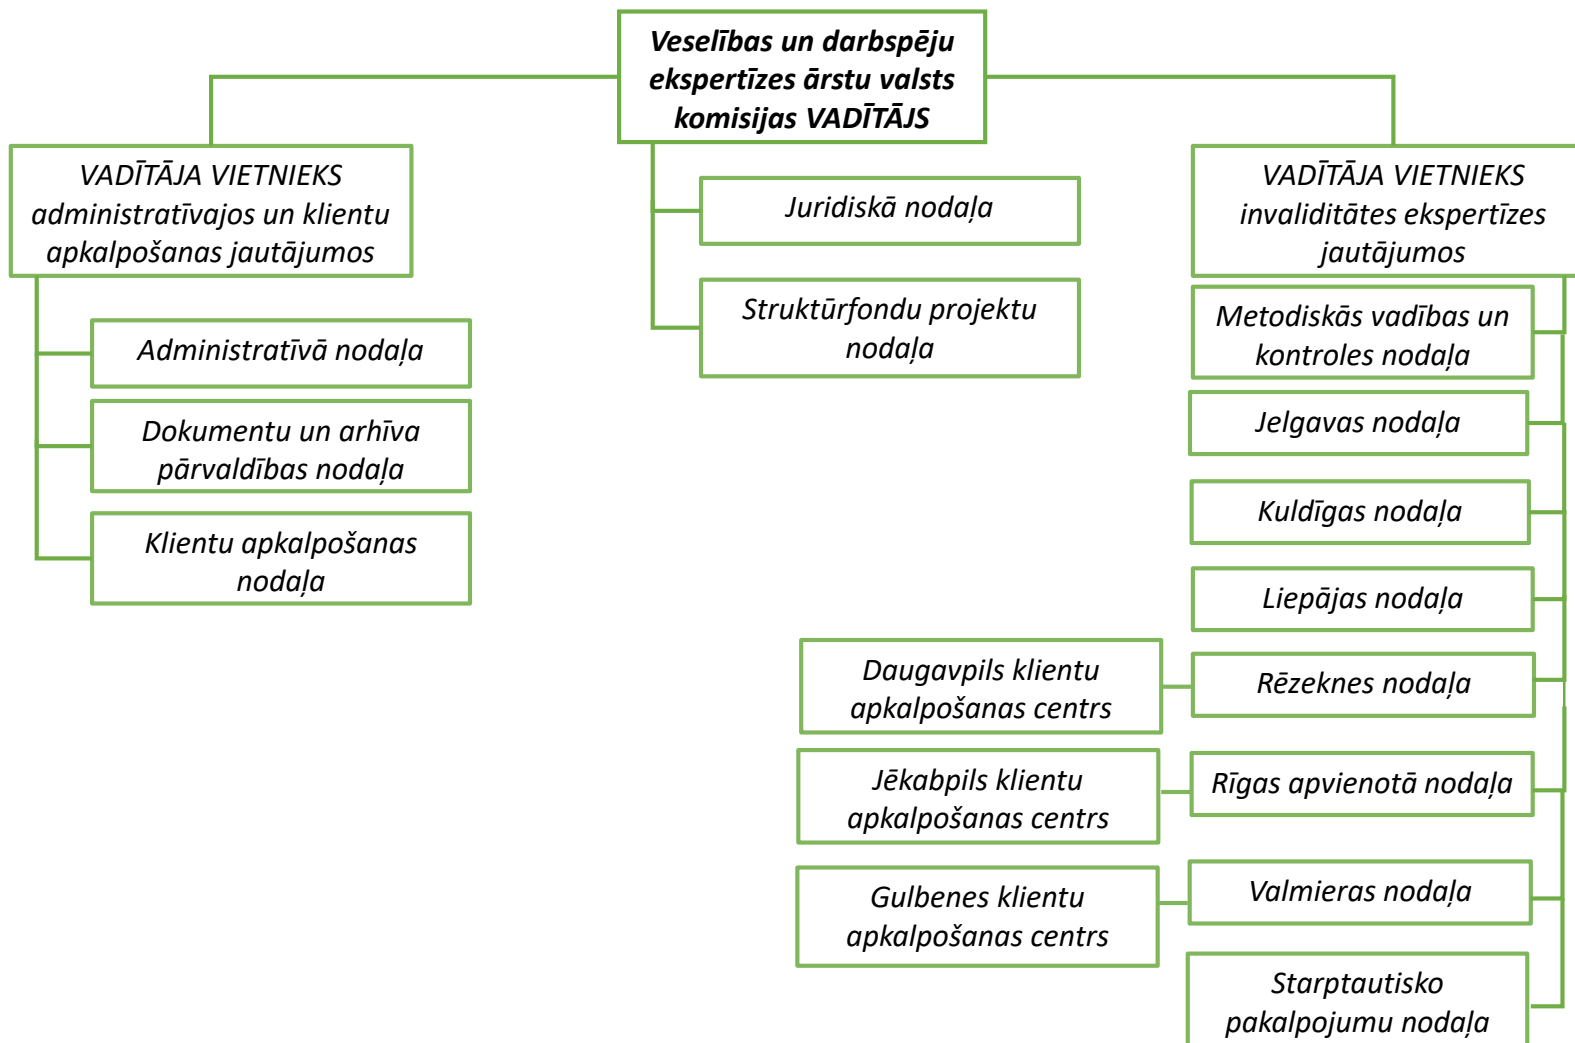 Veselības un darbspēju
ekspertīzes ārstu valsts
komisijas VADĪTĀJS
VADĪTĀJA VIETNIEKS
administratīvajos un klientu
apkalpošanas jautājumos
Administratīvā nodaļa
Dokumentu un arhīva
pārvaldības nodaļa
Klientu apkalpošanas
nodaļa
Juridiskā nodaļa
Struktūrfondu projektu
nodaļa
VADĪTĀJA VIETNIEKS
invaliditātes ekspertīzes
jautājumos
Metodiskās vadības un
kontroles nodaļa
Jelgavas nodaļa
Kuldīgas nodaļa
Liepājas nodaļa
Rēzeknes nodaļa
Daugavpils klientu
apkalpošanas centrs
Rīgas apvienotā nodaļa
Jēkabpils klientu
apkalpošanas centrs
Valmieras nodaļa
Gulbenes klientu
apkalpošanas centrs
Starptautisko
pakalpojumu nodaļa